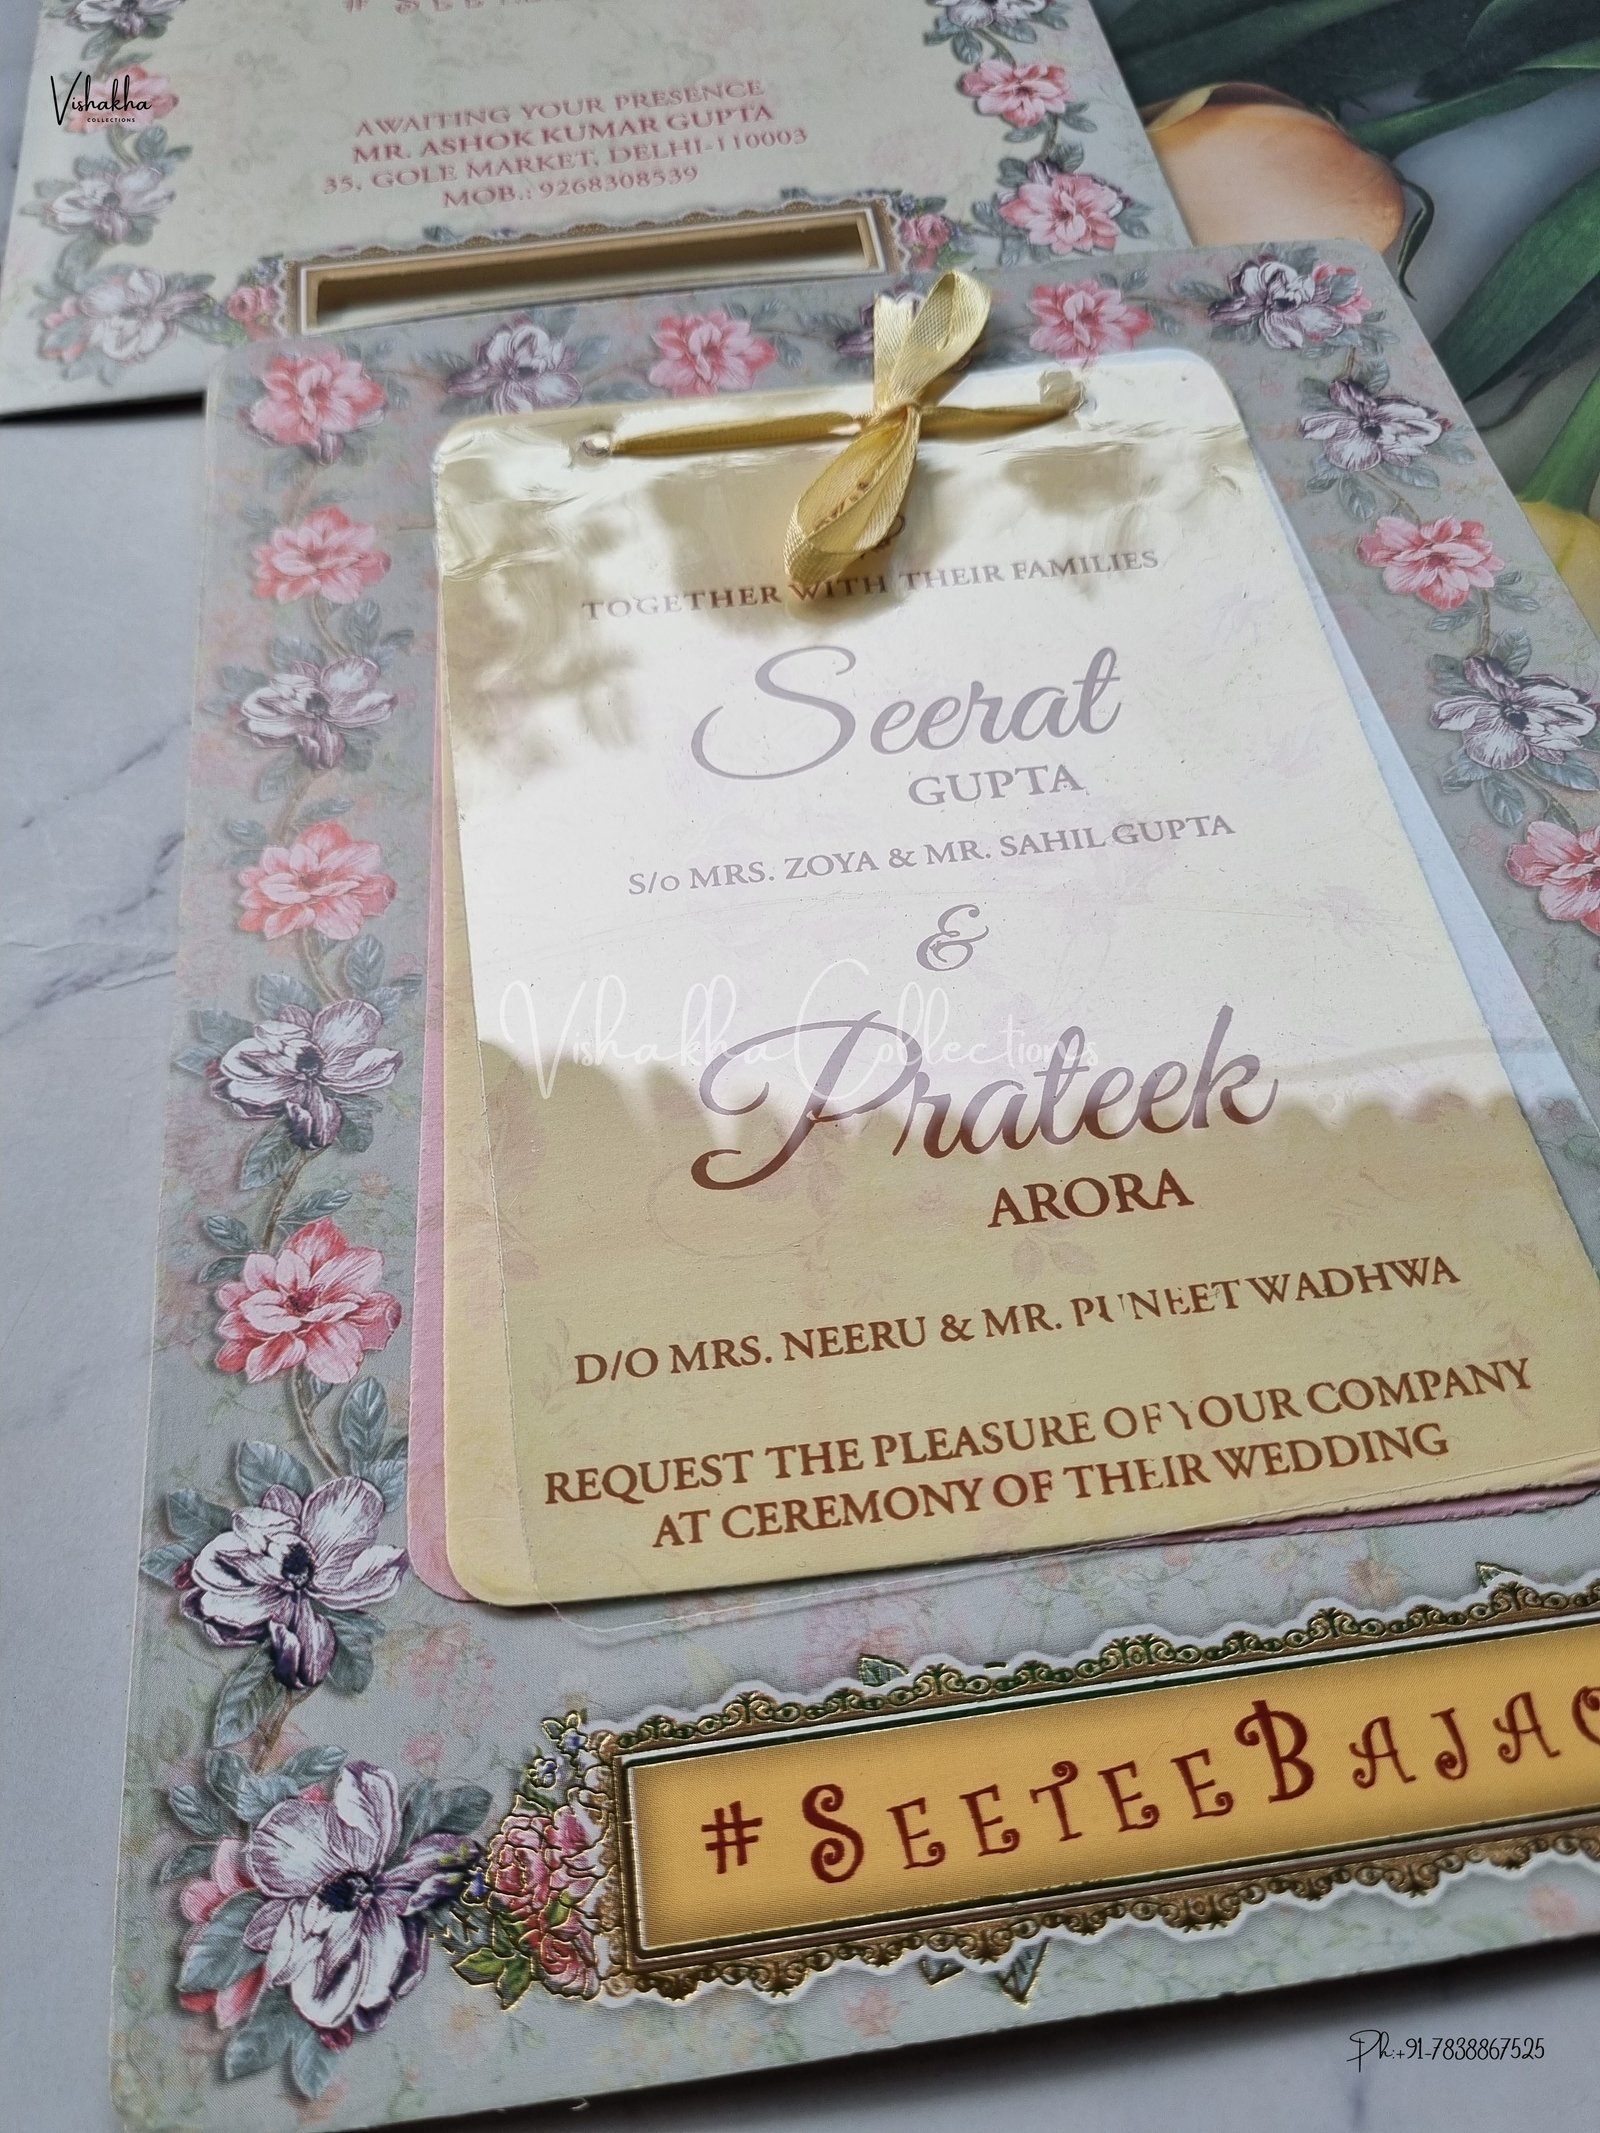 Vishakha
COLLECTIONS
AWAITING YOUR PRESENCE
MR. ASHOK KUMAR GUPTA
35, GOLE MARKET, DELHI-110003
MOB.: 9268308539
TOGETHER WITH THEIR FAMILIES
Seerat
GUPTA
S/o MRS. ZOYA & MR. SAHIL GUPTA
&
Vishakha Collections
Prateek
ARORA
D/O MRS. NEERU & MR. PUNEET WADHWA
REQUEST THE PLEASURE OF YOUR COMPANY
AT CEREMONY OF THEIR WEDDING
#SEETEEBAJAO
Ph:+91-7838867525